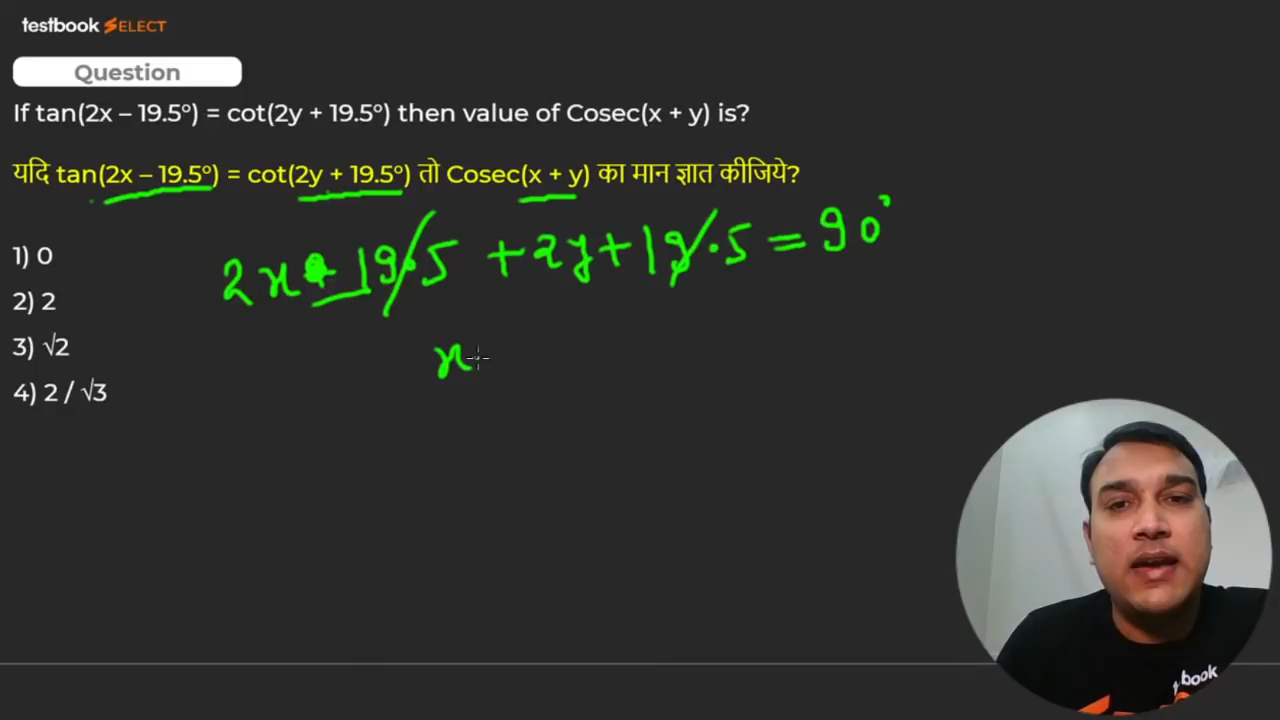 testbook SELECT
Question
If tan(2x – 19.5°) = cot(2y + 19.5°) then value of Cosec(x + y) is?
यदि tan(2x – 19.5°) = cot(2y + 19.5°) तो Cosec(x + y) का मान ज्ञात कीजिये?
2x - 19.5 + 2y + 19.5 = 90°
x
1) 0
2) 2
3) √2
4) 2 / √3
book